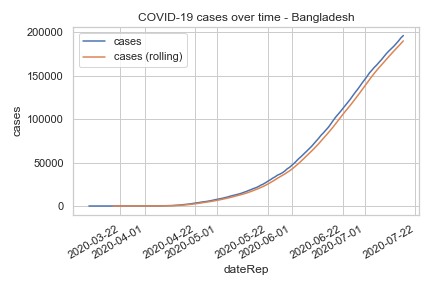 COVID-19 cases over time - Bangladesh
cases
cases (rolling)
200000
150000
100000
50000
0
cases
2020-03-22
2020-04-01
2020-04-22
2020-05-01
2020-05-22
2020-06-01
2020-06-22
2020-07-01
2020-07-22
dateRep